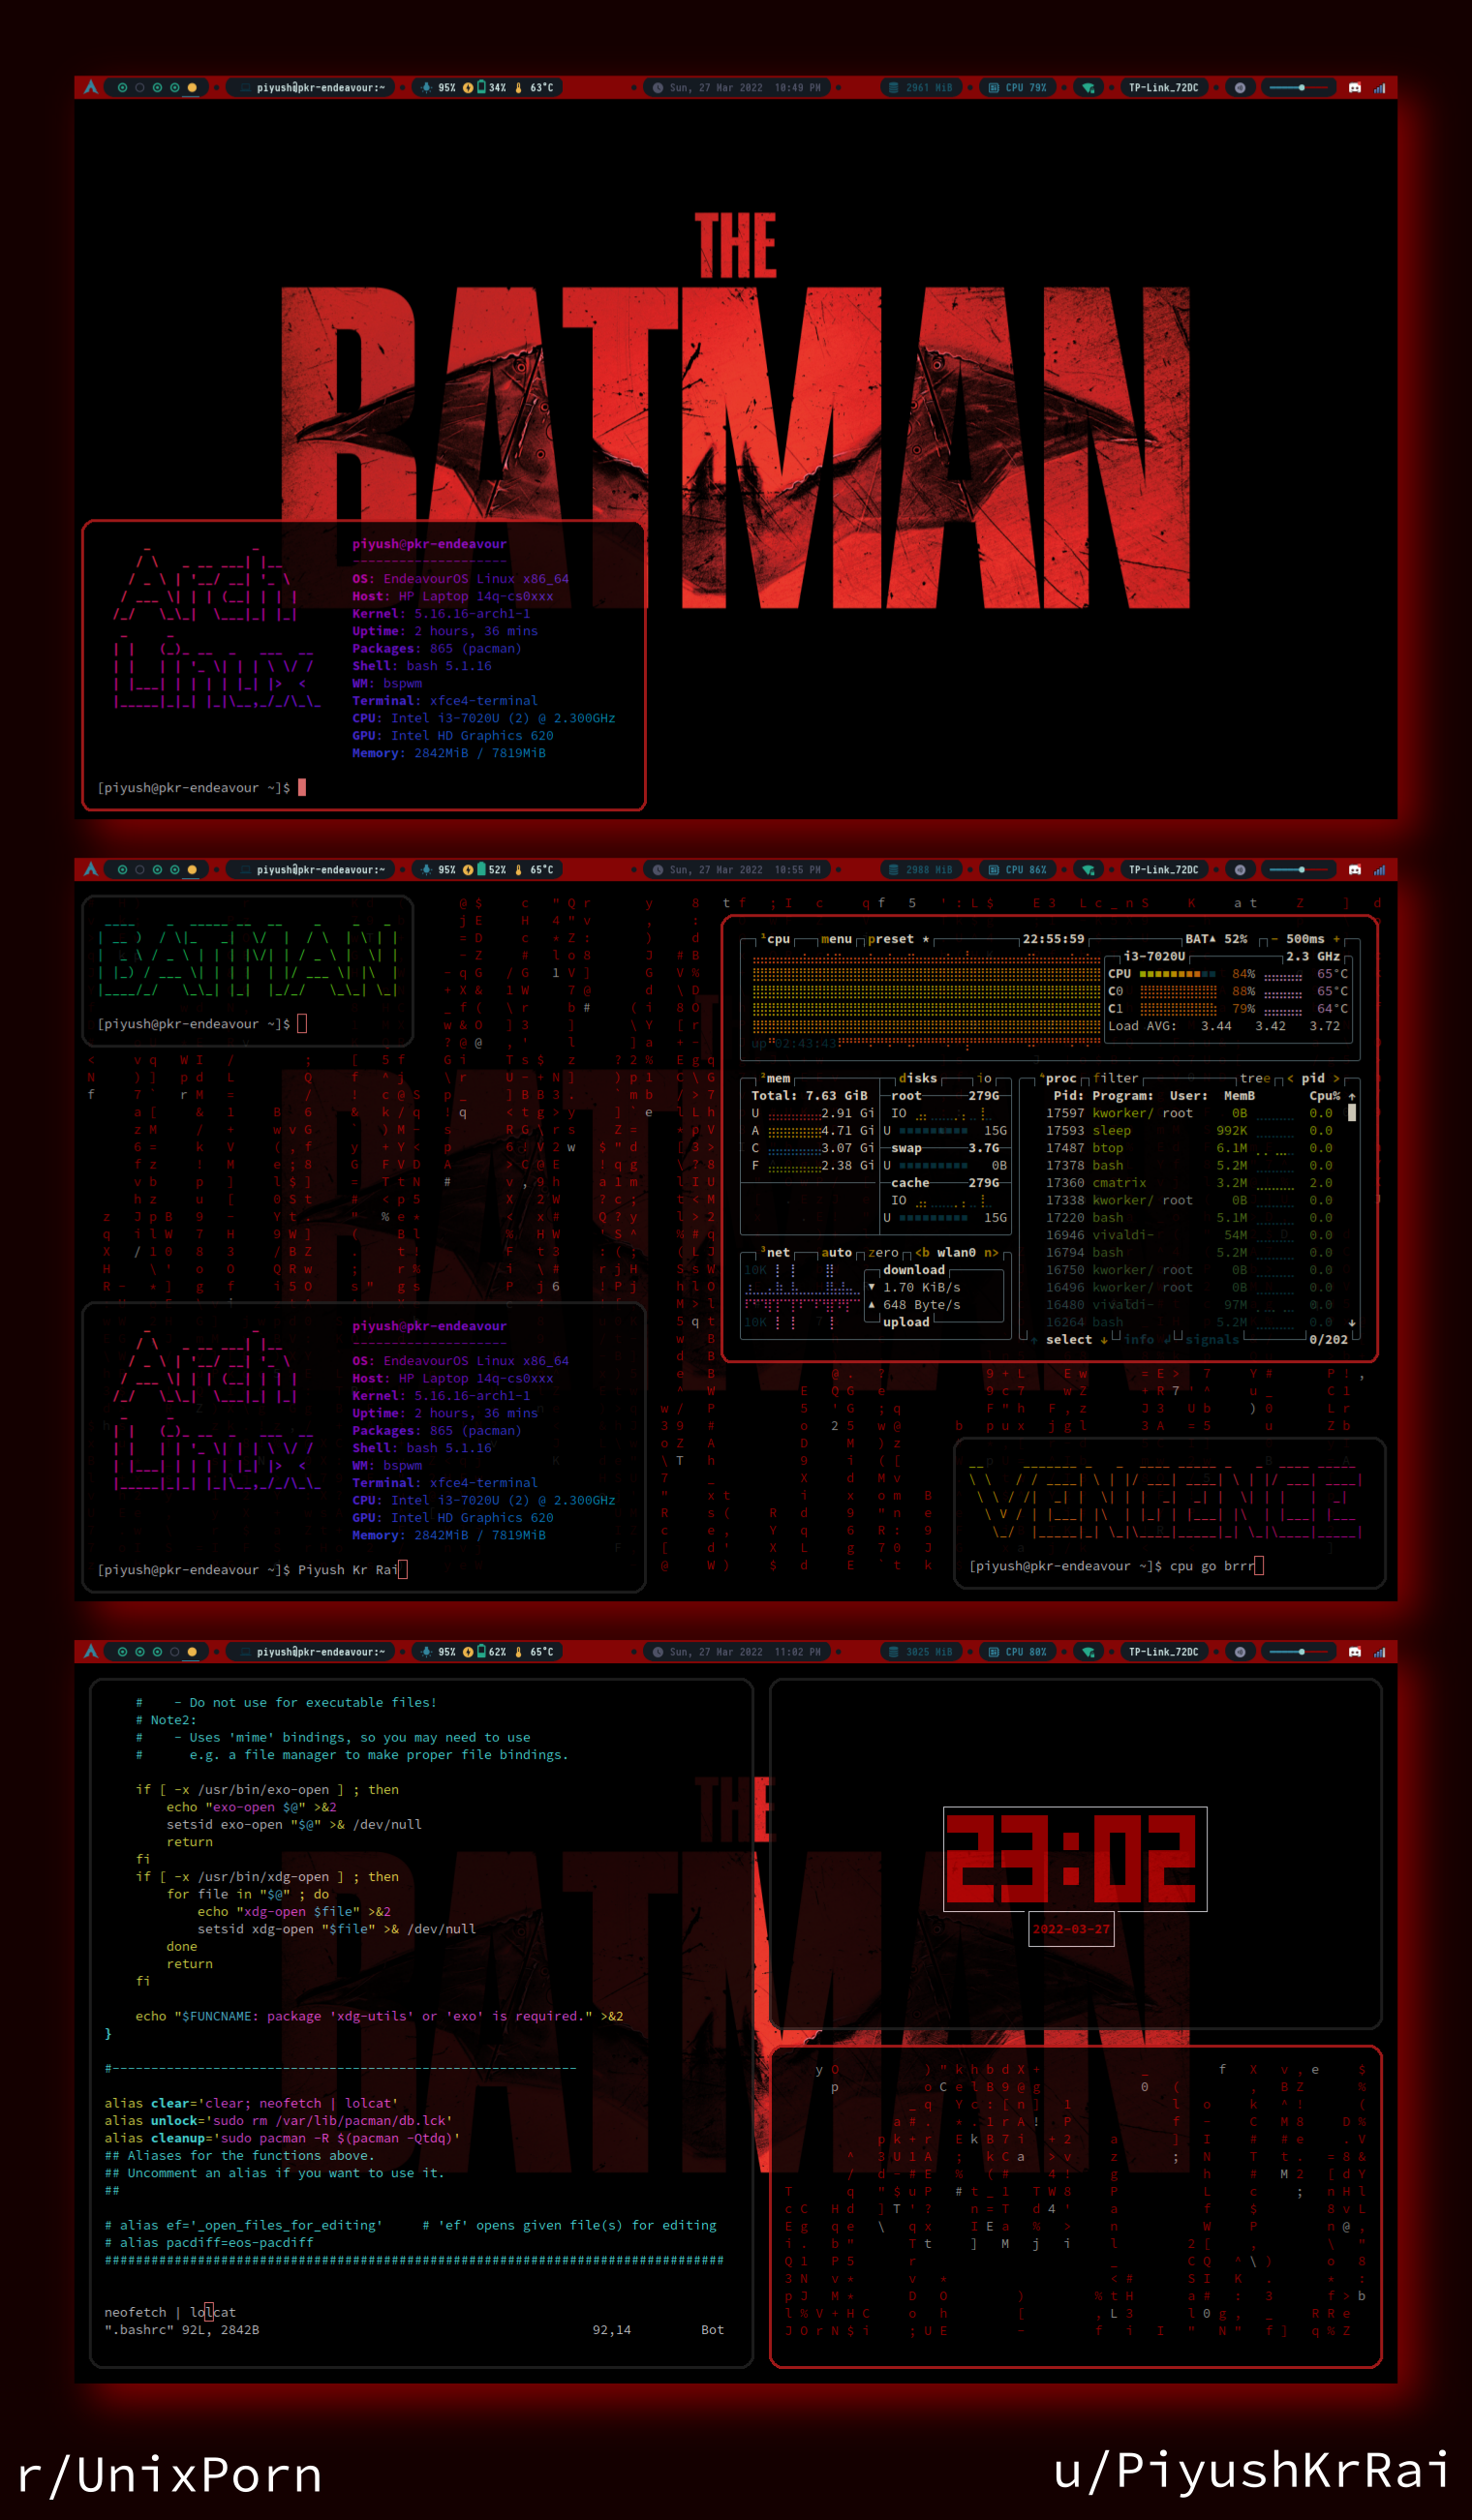 piyush@pkr-endeavour:~ 95% 34% 63°C Sun, 27 Mar 2022 10:49 PM 2961 MiB CPU 79% TP-Link_72DC
THE
BATMAN
Arch
Linux
piyush@pkr-endeavour
--------------------
OS: EndeavourOS Linux x86_64
Host: HP Laptop 14q-cs0xxx
Kernel: 5.16.16-arch1-1
Uptime: 2 hours, 36 mins
Packages: 865 (pacman)
Shell: bash 5.1.16
WM: bspwm
Terminal: xfce4-terminal
CPU: Intel i3-7020U (2) @ 2.300GHz
GPU: Intel HD Graphics 620
Memory: 2842MiB / 7819MiB
[piyush@pkr-endeavour ~]$
piyush@pkr-endeavour:~ 95% 52% 65°C Sun, 27 Mar 2022 10:55 PM 2988 MiB CPU 86% TP-Link_72DC
BATMAN
[piyush@pkr-endeavour ~]$
¹cpu menu preset * 22:55:59 BAT▲ 52% - 500ms +
i3-7020U 2.3 GHz
CPU 84% 65°C
C0 88% 65°C
C1 79% 64°C
Load AVG: 3.44 3.42 3.72
up 02:43:43
²mem disks io
Total: 7.63 GiB
U 2.91 Gi
A 4.71 Gi
C 3.07 Gi
F 2.38 Gi
root 279G
IO
U 15G
swap 3.7G
U 0B
cache 279G
IO
U 15G
⁴proc filter tree < pid >
Pid: Program: User: MemB Cpu% ↑
17597 kworker/ root 0B 0.0
17593 sleep 992K 0.0
17487 btop 6.1M 0.0
17378 bash 5.2M 0.0
17360 cmatrix 3.2M 2.0
17338 kworker/ root 0B 0.0
17220 bash 5.1M 0.0
16946 vivaldi- 54M 0.0
16794 bash 5.2M 0.0
16750 kworker/ root 0B 0.0
16496 kworker/ root 0B 0.0
16480 vivaldi- 97M 0.0
16264 bash 5.2M 0.0 ↓
↑ select ↓ info ↲ signals 0/202
³net auto zero <b wlan0 n>
10K
download
▼ 1.70 KiB/s
▲ 648 Byte/s
10K
upload
Arch
Linux
piyush@pkr-endeavour
--------------------
OS: EndeavourOS Linux x86_64
Host: HP Laptop 14q-cs0xxx
Kernel: 5.16.16-arch1-1
Uptime: 2 hours, 36 mins
Packages: 865 (pacman)
Shell: bash 5.1.16
WM: bspwm
Terminal: xfce4-terminal
CPU: Intel i3-7020U (2) @ 2.300GHz
GPU: Intel HD Graphics 620
Memory: 2842MiB / 7819MiB
[piyush@pkr-endeavour ~]$ Piyush Kr Rai
VENGENCE
[piyush@pkr-endeavour ~]$ cpu go brrr
piyush@pkr-endeavour:~ 95% 62% 65°C Sun, 27 Mar 2022 11:02 PM 3025 MiB CPU 80% TP-Link_72DC
# - Do not use for executable files!
# Note2:
# - Uses 'mime' bindings, so you may need to use
# e.g. a file manager to make proper file bindings.
if [ -x /usr/bin/exo-open ] ; then
echo "exo-open $@" >&2
setsid exo-open "$@" >& /dev/null
return
fi
if [ -x /usr/bin/xdg-open ] ; then
for file in "$@" ; do
echo "xdg-open $file" >&2
setsid xdg-open "$file" >& /dev/null
done
return
fi
echo "$FUNCNAME: package 'xdg-utils' or 'exo' is required." >&2
}
#------------------------------------------------------------
alias clear='clear; neofetch | lolcat'
alias unlock='sudo rm /var/lib/pacman/db.lck'
alias cleanup='sudo pacman -R $(pacman -Qtdq)'
## Aliases for the functions above.
## Uncomment an alias if you want to use it.
##
# alias ef='_open_files_for_editing' # 'ef' opens given file(s) for editing
# alias pacdiff=eos-pacdiff
################################################################################
neofetch | lolcat
".bashrc" 92L, 2842B 92,14 Bot
THE
BATMAN
23:02
2022-03-27
r/UnixPorn
u/PiyushKrRai